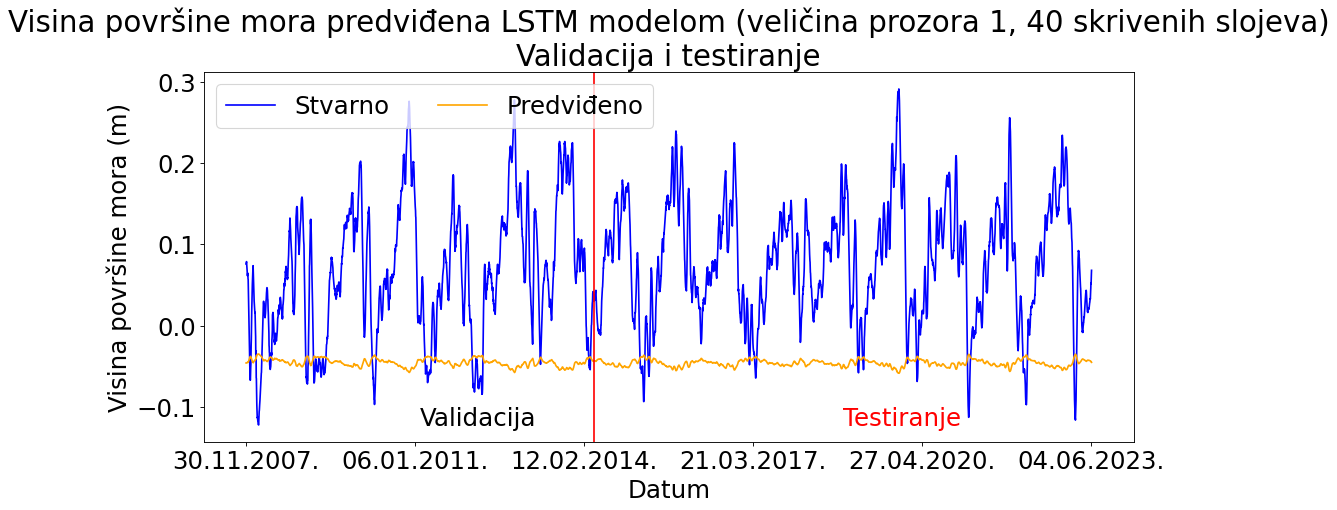 Visina površine mora predviđena LSTM modelom (veličina prozora 1, 40 skrivenih slojeva)
Validacija i testiranje
Stvarno Predviđeno
Visina površine mora (m)
0.3
0.2
0.1
0.0
−0.1
Validacija Testiranje
30.11.2007. 06.01.2011. 12.02.2014. 21.03.2017. 27.04.2020. 04.06.2023.
Datum